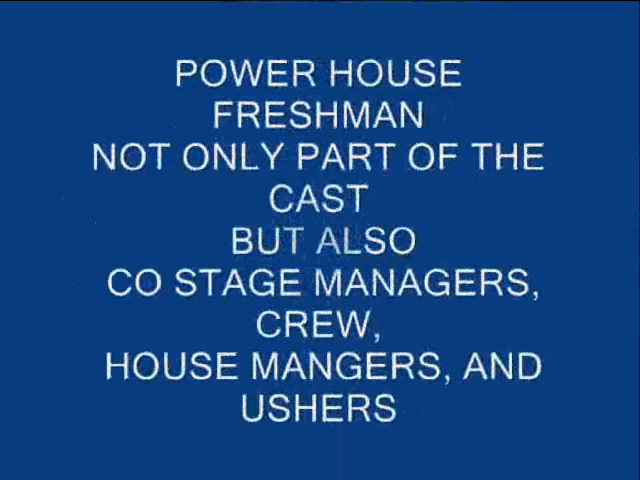 POWER HOUSE
FRESHMAN
NOT ONLY PART OF THE
CAST
BUT ALSO
CO STAGE MANAGERS,
CREW,
HOUSE MANGERS, AND
USHERS